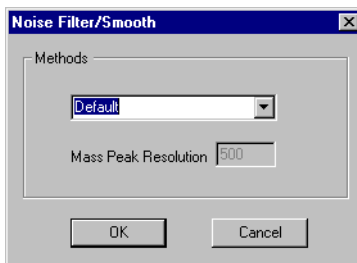 Noise Filter/Smooth
Methods
Default
Mass Peak Resolution 500
OK Cancel